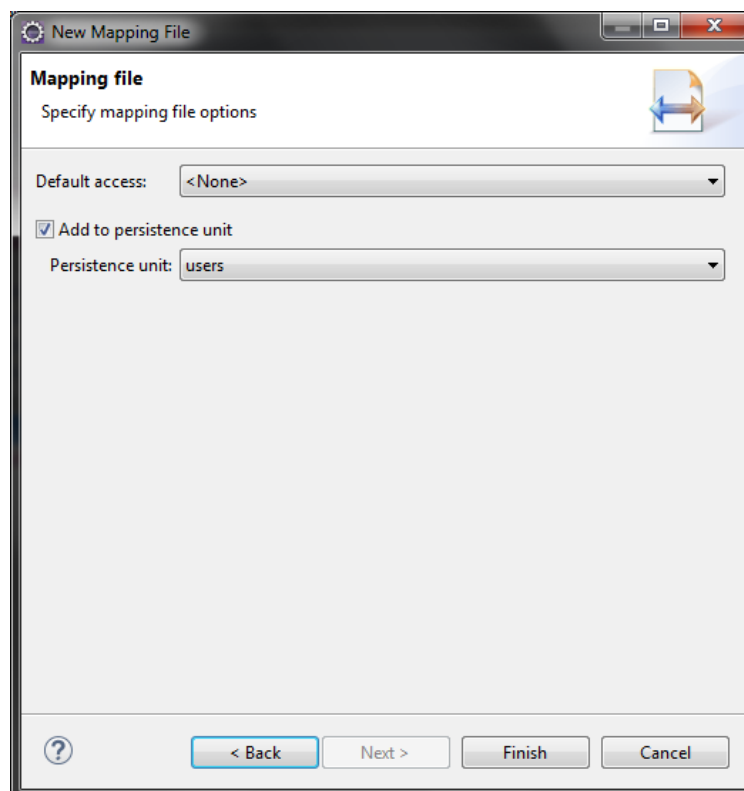 New Mapping File
Mapping file
Specify mapping file options
Default access: <None>
Add to persistence unit
Persistence unit: users
?
< Back Next > Finish Cancel